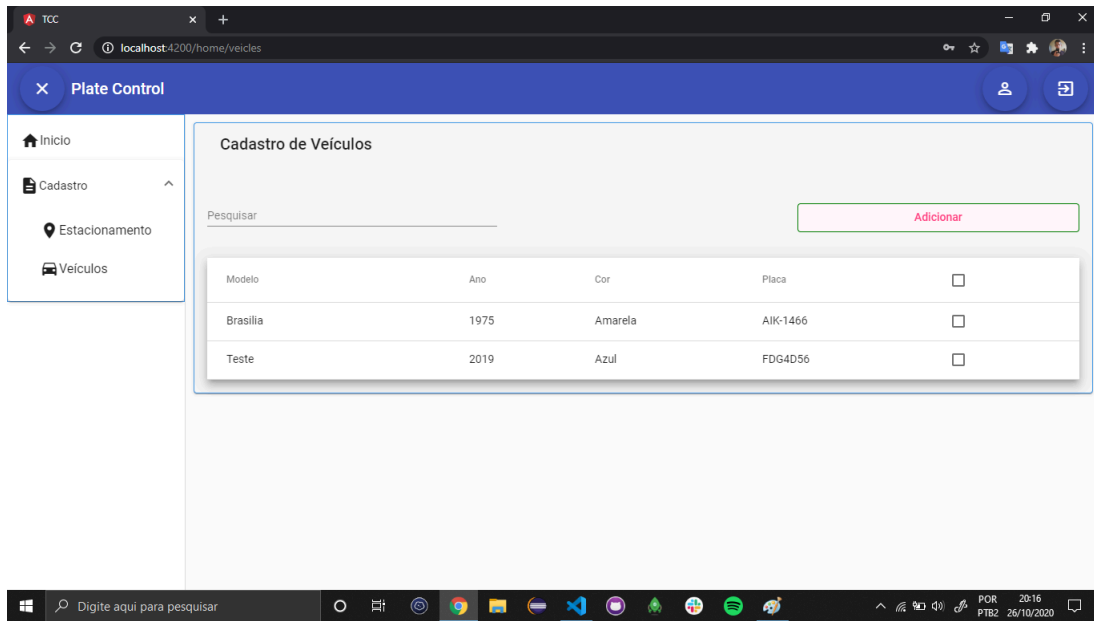 TCC
localhost:4200/home/veicles
Plate Control
Inicio
Cadastro
Estacionamento
Veículos
Cadastro de Veículos
Pesquisar
Adicionar
Modelo Ano Cor Placa
Brasilia 1975 Amarela AIK-1466
Teste 2019 Azul FDG4D56
Digite aqui para pesquisar
POR 20:16
PTB2 26/10/2020